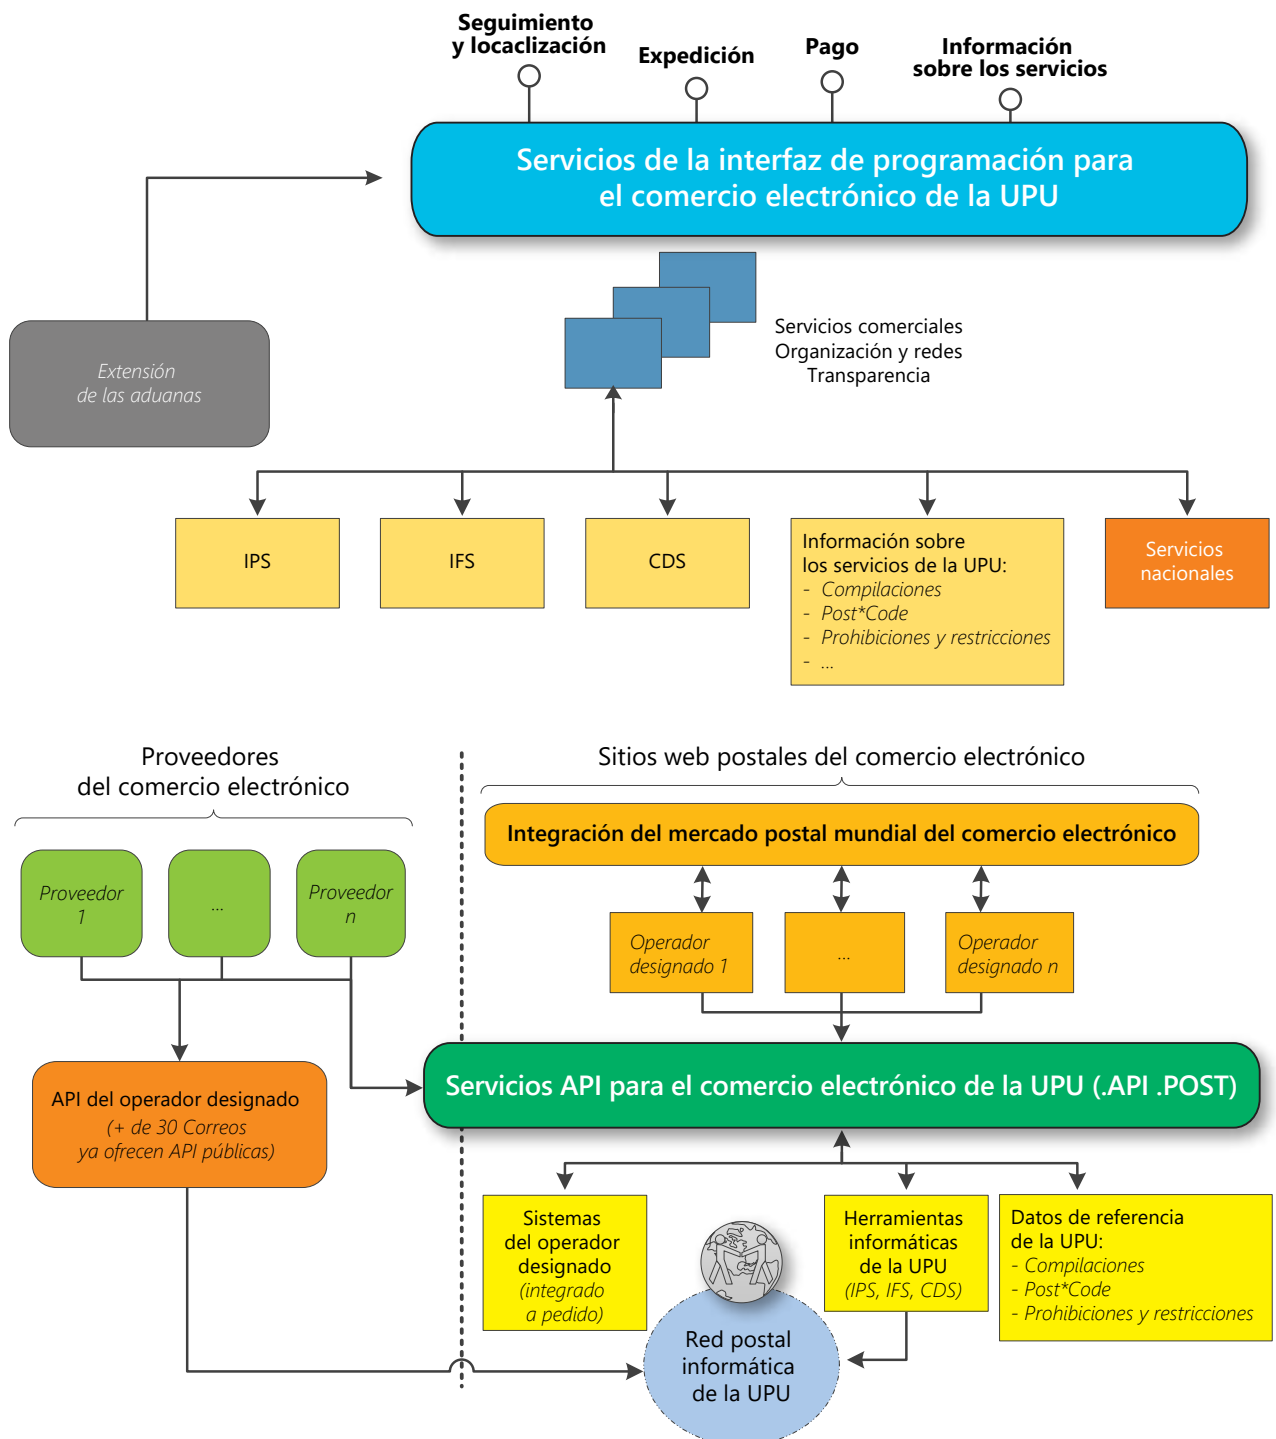 Seguimiento
y locaclización
Expedición
Pago
Información
sobre los servicios
Servicios de la interfaz de programación para
el comercio electrónico de la UPU
Extensión
de las aduanas
Servicios comerciales
Organización y redes
Transparencia
IPS
IFS
CDS
Información sobre
los servicios de la UPU:
- Compilaciones
- Post*Code
- Prohibiciones y restricciones
- ...
Servicios
nacionales
Proveedores
del comercio electrónico
Sitios web postales del comercio electrónico
Integración del mercado postal mundial del comercio electrónico
Proveedor
1
...
Proveedor
n
Operador
designado 1
...
Operador
designado n
Servicios API para el comercio electrónico de la UPU (.API .POST)
API del operador designado
(+ de 30 Correos
ya ofrecen API públicas)
Sistemas
del operador
designado
(integrado
a pedido)
Herramientas
informáticas
de la UPU
(IPS, IFS, CDS)
Datos de referencia
de la UPU:
- Compilaciones
- Post*Code
- Prohibiciones y restricciones
Red postal
informática
de la UPU